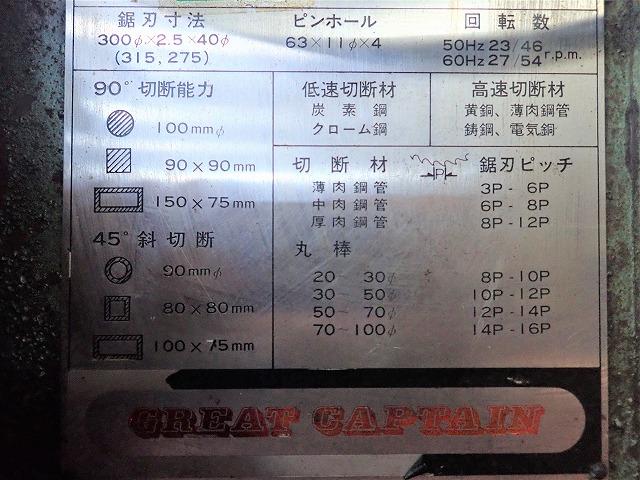 鋸刃寸法
300φ×2.5×40φ
(315, 275)
ピンホール
63×11φ×4
回転数
50Hz 23/46
60Hz 27/54 r.p.m.
90°切断能力
100mmφ
90×90mm
150×75mm
45°斜切断
90mmφ
80×80mm
100×75mm
低速切断材
炭素鋼
クローム鋼
高速切断材
黄銅、薄肉鋼管
鋳鋼、電気銅
切断材 P 鋸刃ピッチ
薄肉鋼管 3P - 6P
中肉鋼管 6P - 8P
厚肉鋼管 8P - 12P
丸棒
20~30φ 8P - 10P
30~50φ 10P - 12P
50~70φ 12P - 14P
70~100φ 14P - 16P
GREAT CAPTAIN